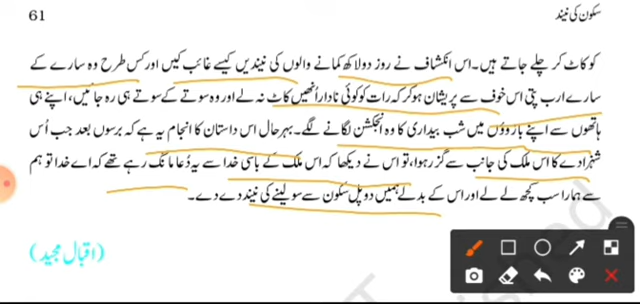 سکون کی نیند
61
کو کاٹ کر چلے جاتے ہیں۔ اس انکشاف نے روز دو لاکھ کمانے والوں کی نیندیں کیسے غائب کیں اور کس طرح وہ سارے کے
سارے ارب پتی اس خوف سے پریشان ہو کر کہ رات کو کوئی نادار اُنھیں کاٹ نہ لے اور وہ سوتے کے سوتے ہی رہ جائیں، اپنے ہی
ہاتھوں سے اپنے بازوؤں میں شب بیداری کا وہ انجکشن لگانے لگے۔ بہر حال اس داستان کا انجام یہ ہے کہ برسوں بعد جب اُس
شہزادے کا اس ملک کی جانب سے گزر ہوا، تو اس نے دیکھا کہ اس ملک کے باسی خدا سے یہ دُعا مانگ رہے تھے کہ اے خدا تو ہم
سے ہمارا سب کچھ لے لے اور اس کے بدلے ہمیں دو پل سکون سے سو لینے کی نیند دے دے۔
(اقبال مجید)